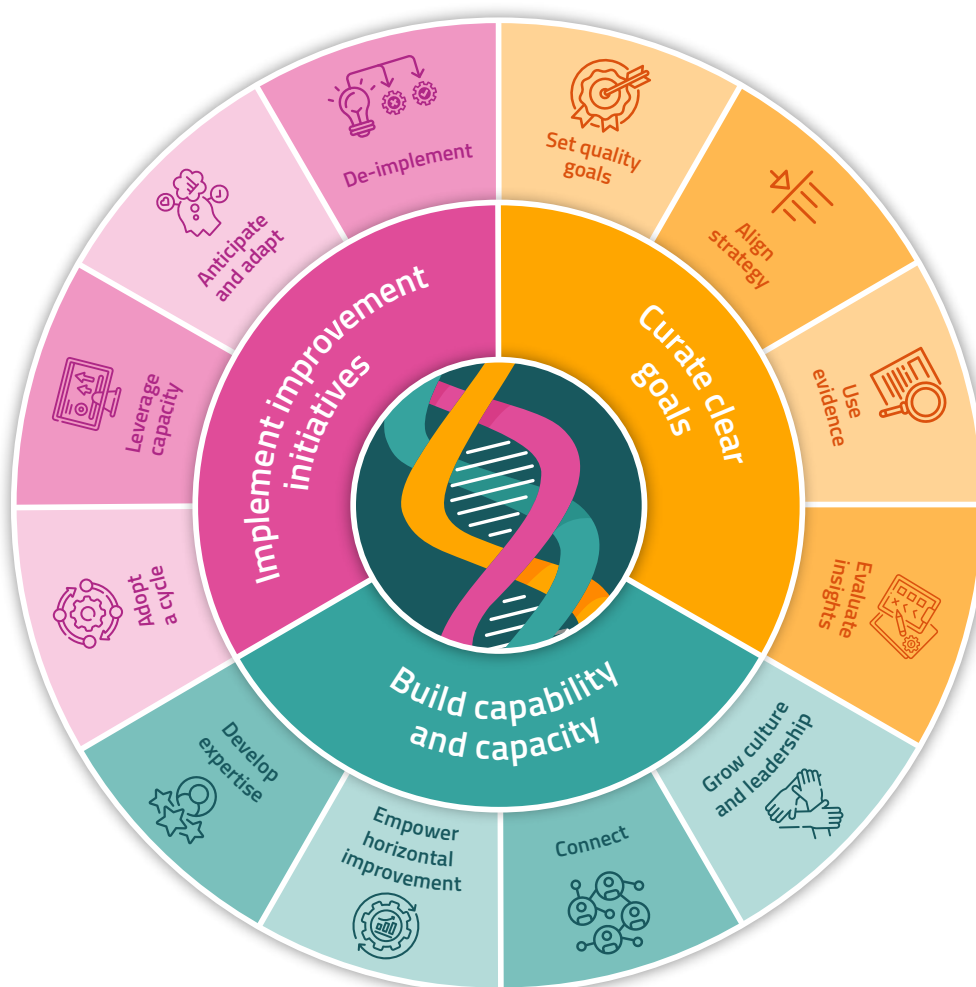 Curate clear
goals
Set quality
goals
Align
strategy
Use
evidence
Evaluate
insights
Build capability
and capacity
Grow culture
and leadership
Connect
Empower
horizontal
improvement
Develop
expertise
Implement improvement
initiatives
Adopt
a cycle
Leverage
capacity
Anticipate
and adapt
De-implement